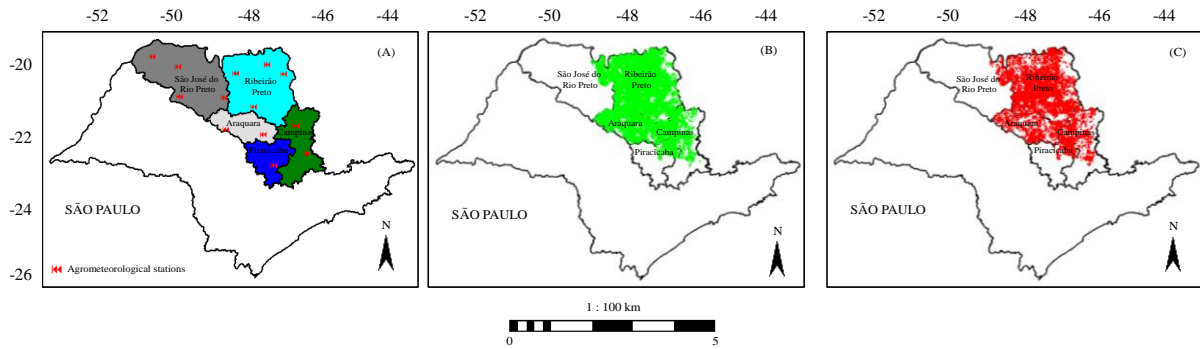 -52 -50 -48 -46 -44
-52 -50 -48 -46 -44
-52 -50 -48 -46 -44
-20
-22
-24
-26
(A)
São José do
Rio Preto
Ribeirão
Preto
Araquara
Campinas
Piracicaba
SÃO PAULO
N
Agrometeorological stations
(B)
São José do
Rio Preto
Ribeirão
Preto
Araquara
Campinas
Piracicaba
SÃO PAULO
N
(C)
São José do
Rio Preto
Ribeirão
Preto
Araquara
Campinas
Piracicaba
SÃO PAULO
N
1 : 100 km
0 5